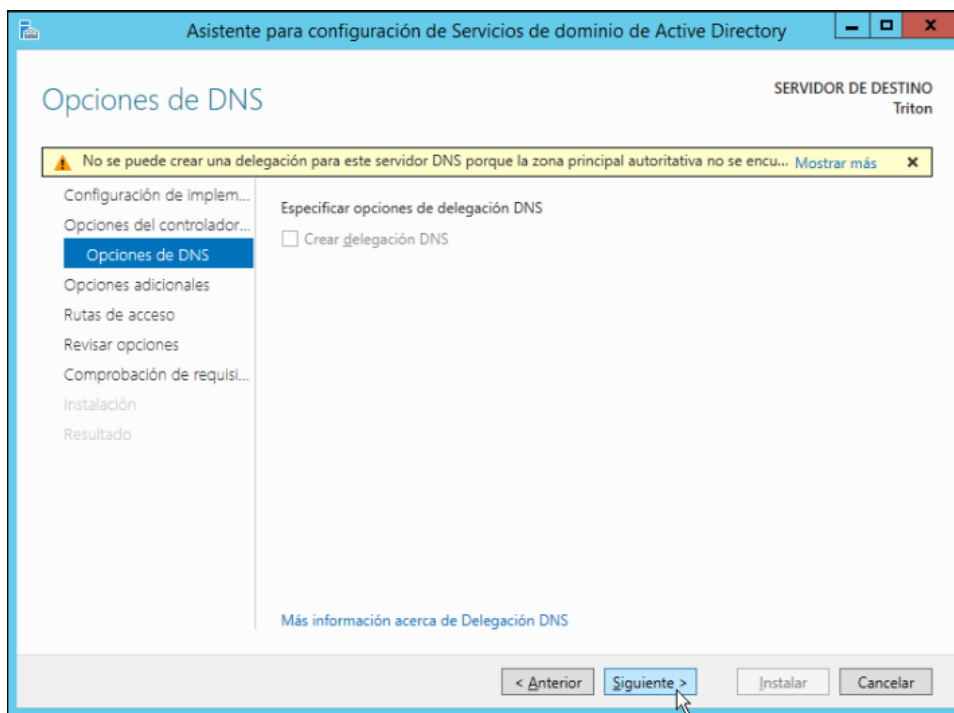 Asistente para configuración de Servicios de dominio de Active Directory
Opciones de DNS
SERVIDOR DE DESTINO
Triton
No se puede crear una delegación para este servidor DNS porque la zona principal autoritativa no se encu... Mostrar más
Configuración de implem...
Opciones del controlador...
Opciones de DNS
Opciones adicionales
Rutas de acceso
Revisar opciones
Comprobación de requisi...
Instalación
Resultado
Especificar opciones de delegación DNS
Crear delegación DNS
Más información acerca de Delegación DNS
< Anterior
Siguiente >
Instalar
Cancelar